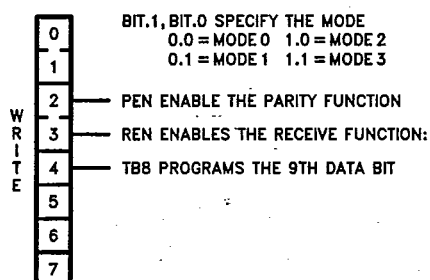 BIT.1, BIT.0 SPECIFY THE MODE
0.0 = MODE 0 1.0 = MODE 2
0.1 = MODE 1 1.1 = MODE 3
WRITE
0
1
2 PEN ENABLE THE PARITY FUNCTION
3 REN ENABLES THE RECEIVE FUNCTION:
4 TB8 PROGRAMS THE 9TH DATA BIT
5
6
7